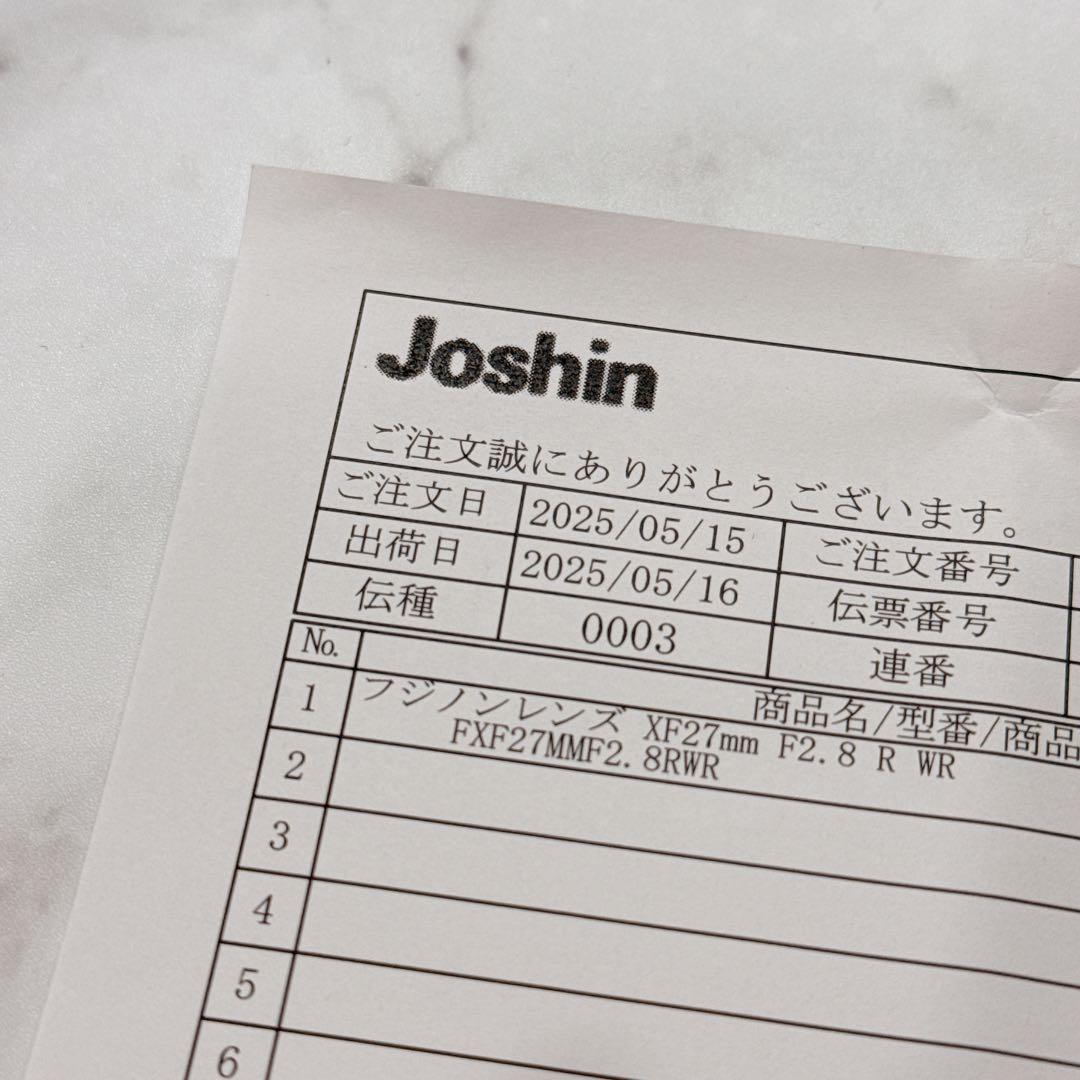 Joshin
ご注文誠にありがとうございます。
ご注文日 2025/05/15 ご注文番号
出荷日 2025/05/16 伝票番号
伝種 0003 連番
No. 商品名/型番/商品
1 フジノンレンズ XF27mm F2.8 R WR
FXF27MMF2.8RWR
2
3
4
5
6